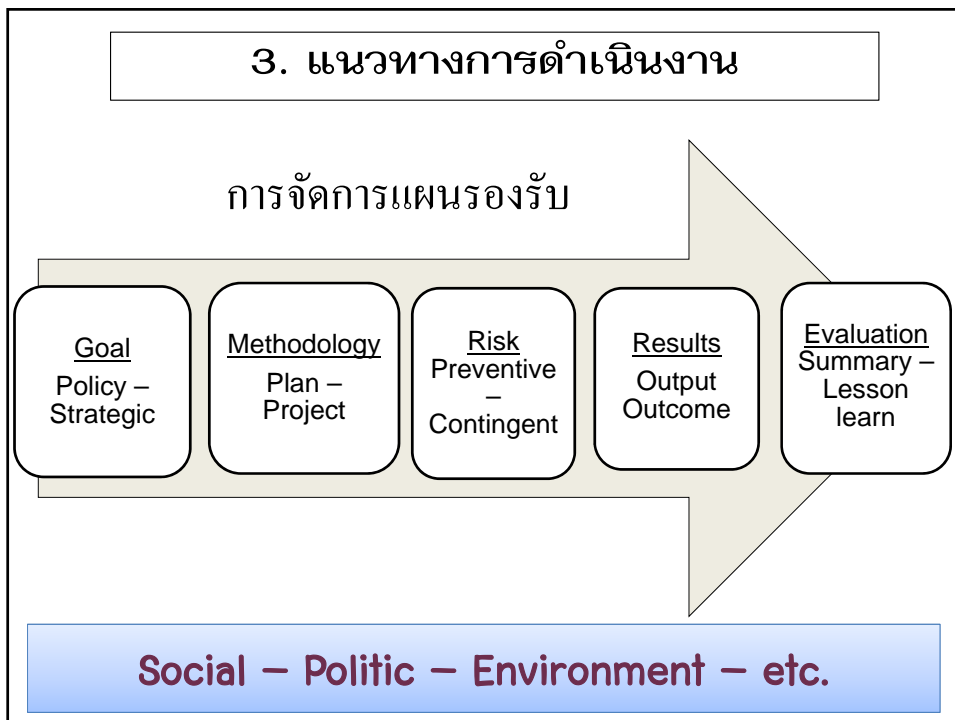 3. แนวทางการดำเนินงาน
การจัดการแผนรองรับ
Goal
Policy –
Strategic
Methodology
Plan –
Project
Risk
Preventive
–
Contingent
Results
Output
Outcome
Evaluation
Summary –
Lesson
learn
Social – Politic – Environment – etc.